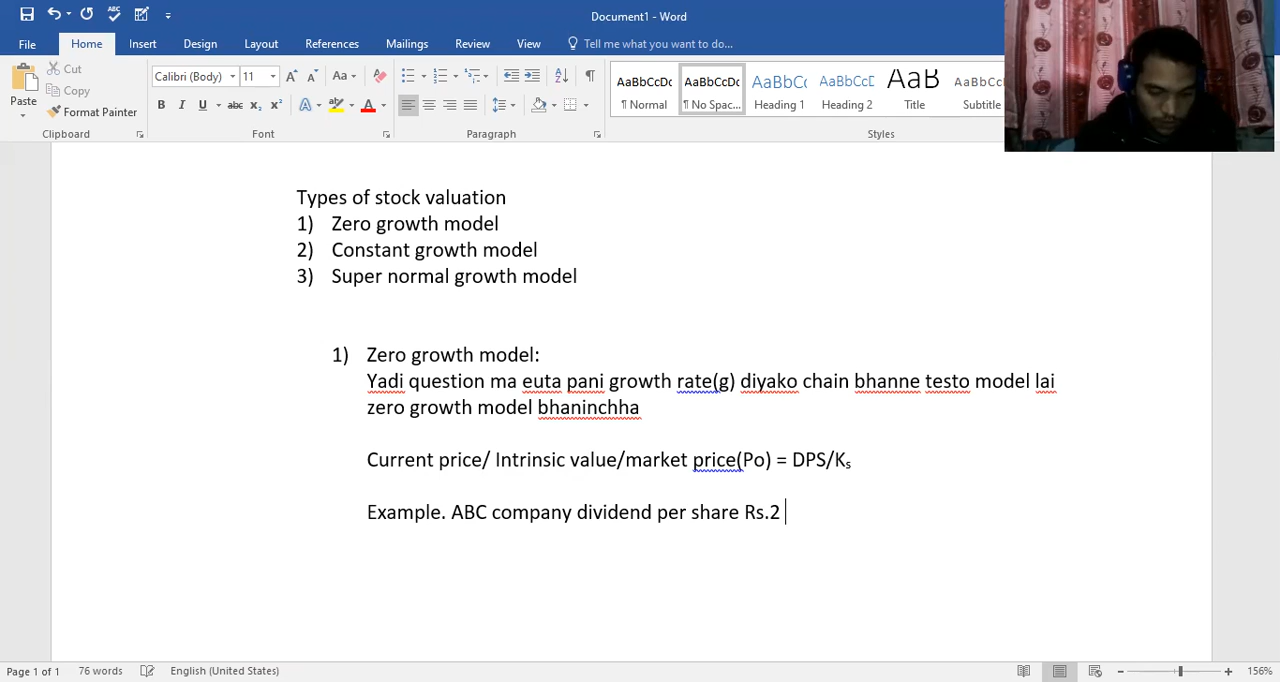 Document1 - Word
File Home Insert Design Layout References Mailings Review View Tell me what you want to do...
Cut
Copy
Format Painter
Paste
Calibri (Body) 11
AaBbCcDc AaBbCcDc AaBbCc AaBbCcE AaB AaBbCcD
¶ Normal ¶ No Spac... Heading 1 Heading 2 Title Subtitle
Clipboard Font Paragraph Styles
Types of stock valuation
1) Zero growth model
2) Constant growth model
3) Super normal growth model
1) Zero growth model:
Yadi question ma euta pani growth rate(g) diyako chain bhanne testo model lai
zero growth model bhaninchha
Current price/ Intrinsic value/market price(Po) = DPS/Ks
Example. ABC company dividend per share Rs.2
Page 1 of 1 76 words English (United States) 156%